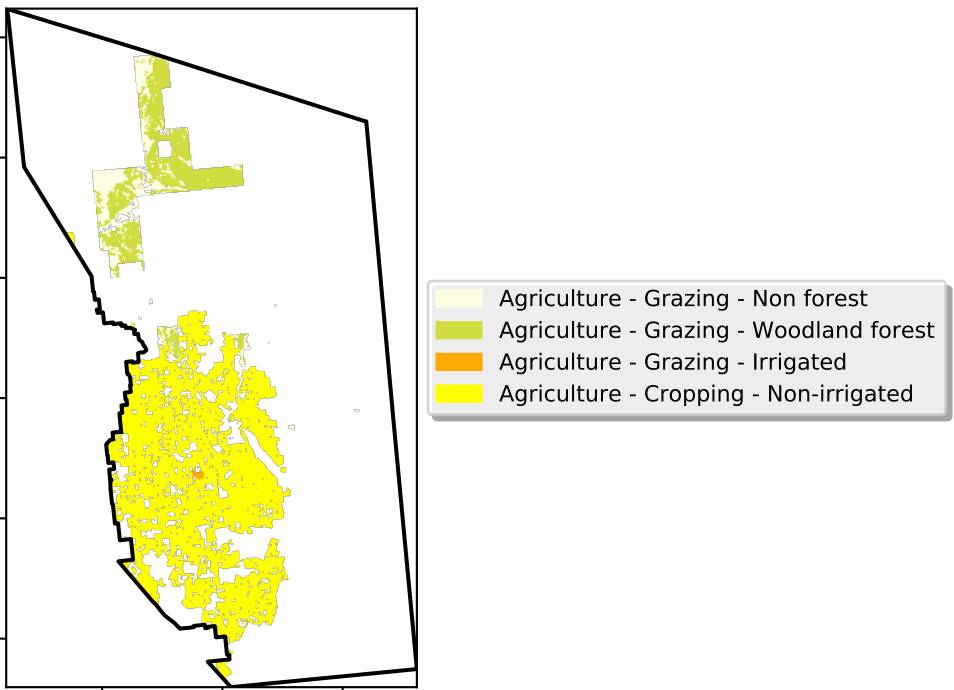 Agriculture - Grazing - Non forest
Agriculture - Grazing - Woodland forest
Agriculture - Grazing - Irrigated
Agriculture - Cropping - Non-irrigated